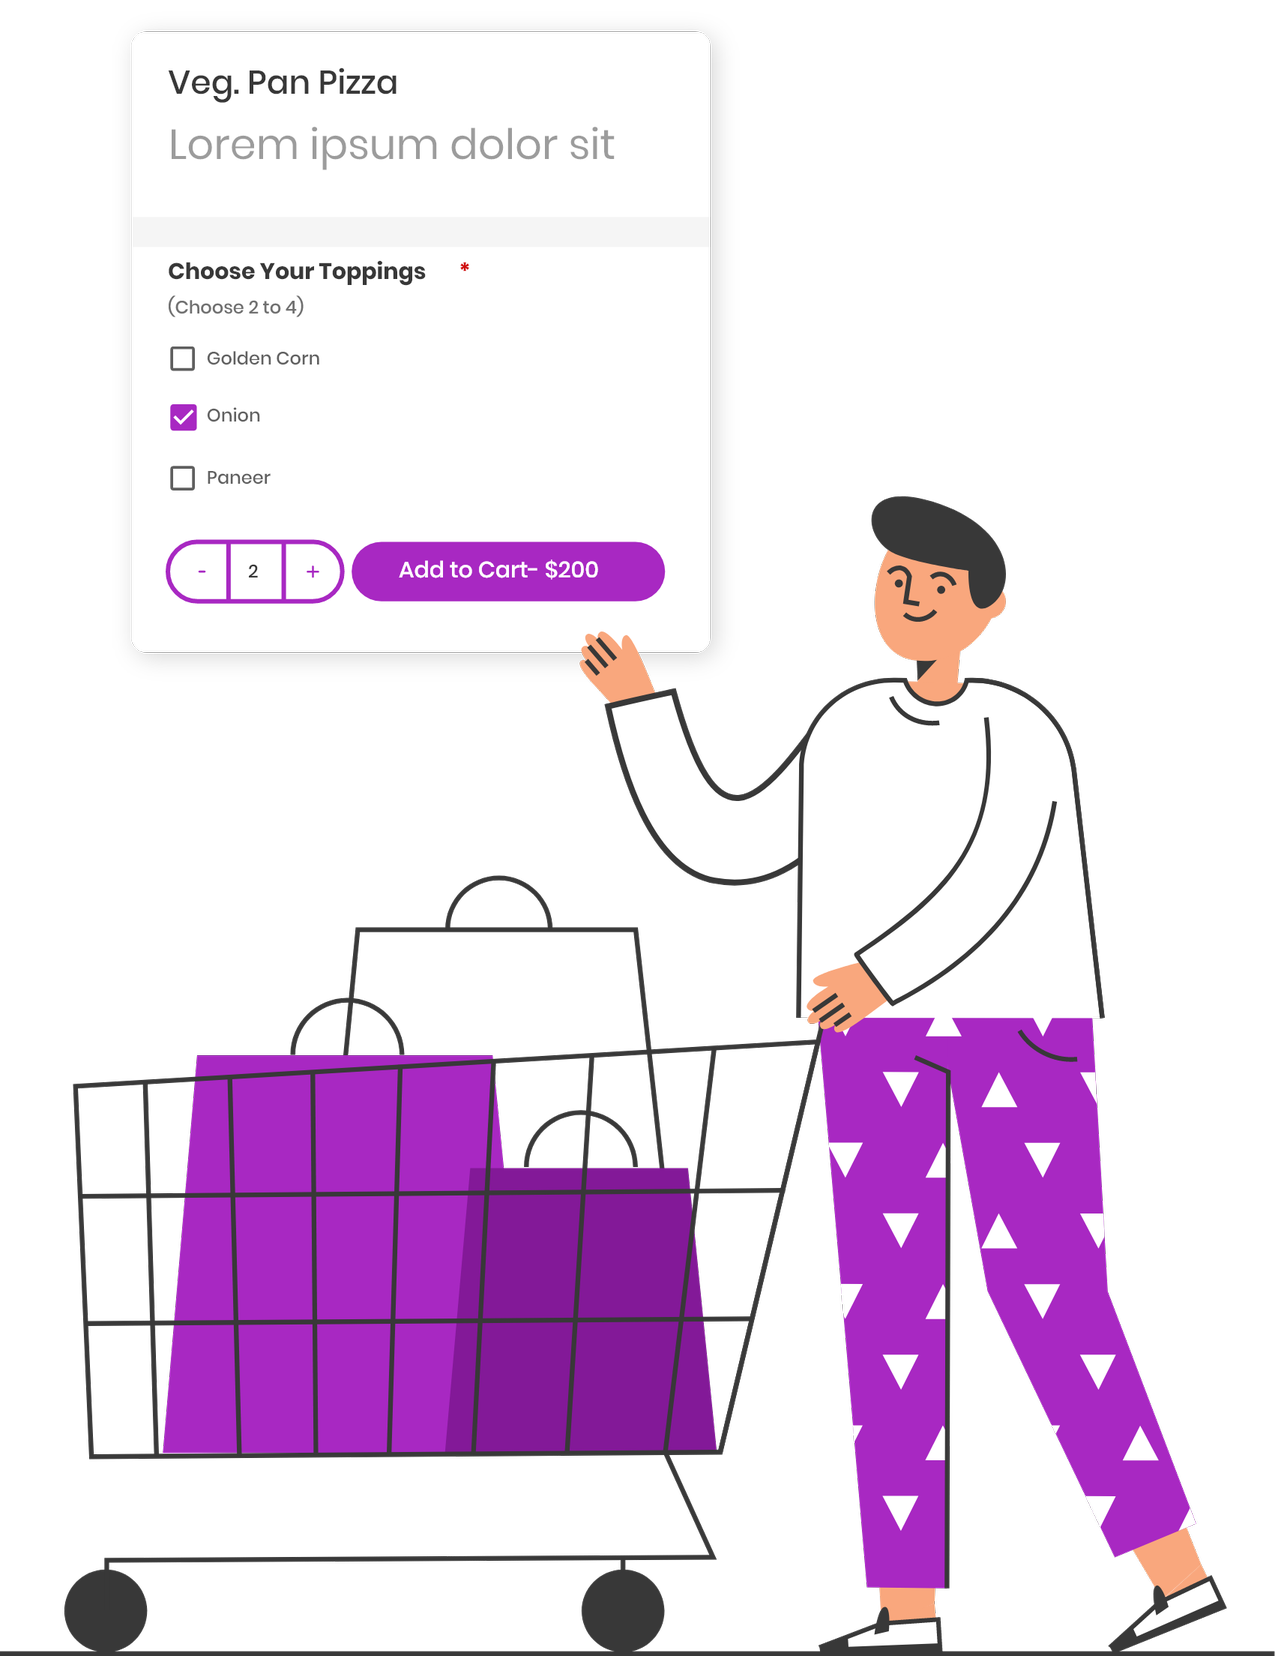 Veg. Pan Pizza
Lorem ipsum dolor sit
Choose Your Toppings *
(Choose 2 to 4)
Golden Corn
Onion
Paneer
- 2 + Add to Cart- $200